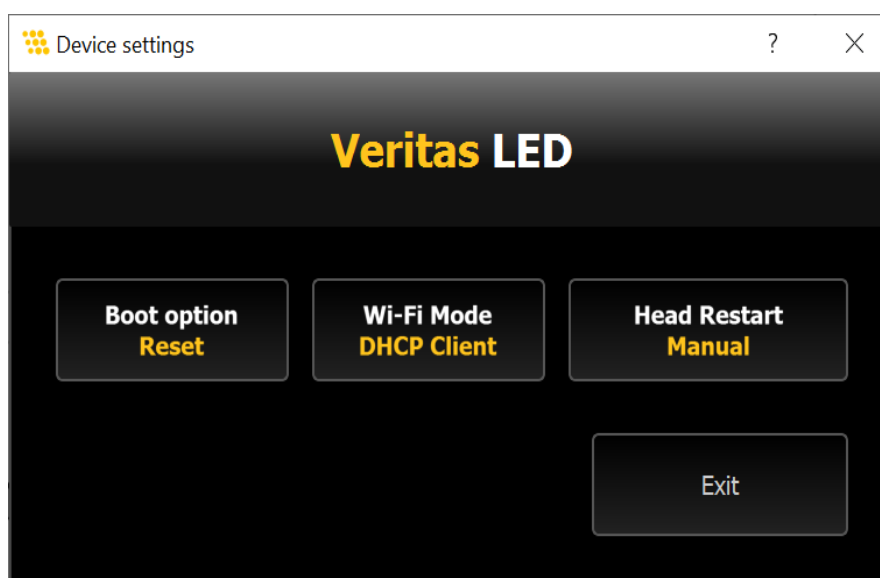 Device settings
?
Veritas LED
Boot option
Reset
Wi-Fi Mode
DHCP Client
Head Restart
Manual
Exit